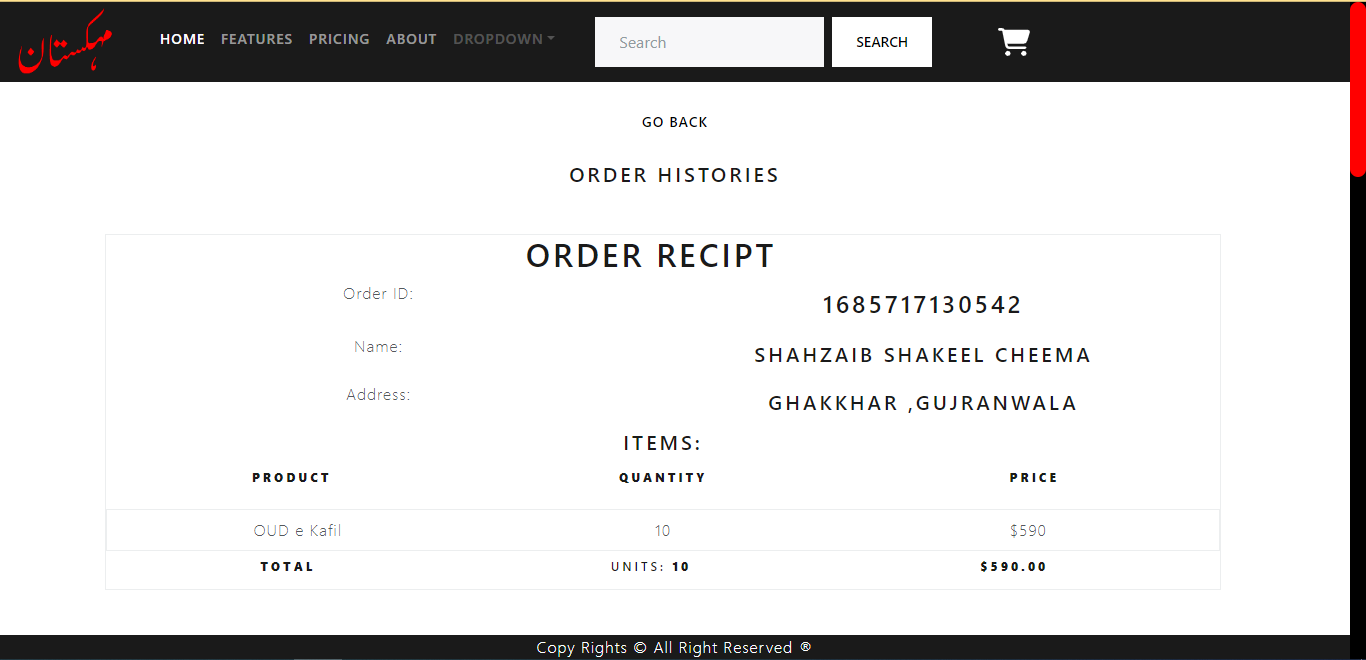 مہکستان
HOME FEATURES PRICING ABOUT DROPDOWN Search SEARCH
GO BACK
ORDER HISTORIES
ORDER RECIPT
Order ID: 1685717130542
Name: SHAHZAIB SHAKEEL CHEEMA
Address: GHAKKHAR ,GUJRANWALA
ITEMS:
PRODUCT QUANTITY PRICE
OUD e Kafil 10 $590
TOTAL UNITS: 10 $590.00
Copy Rights © All Right Reserved ®